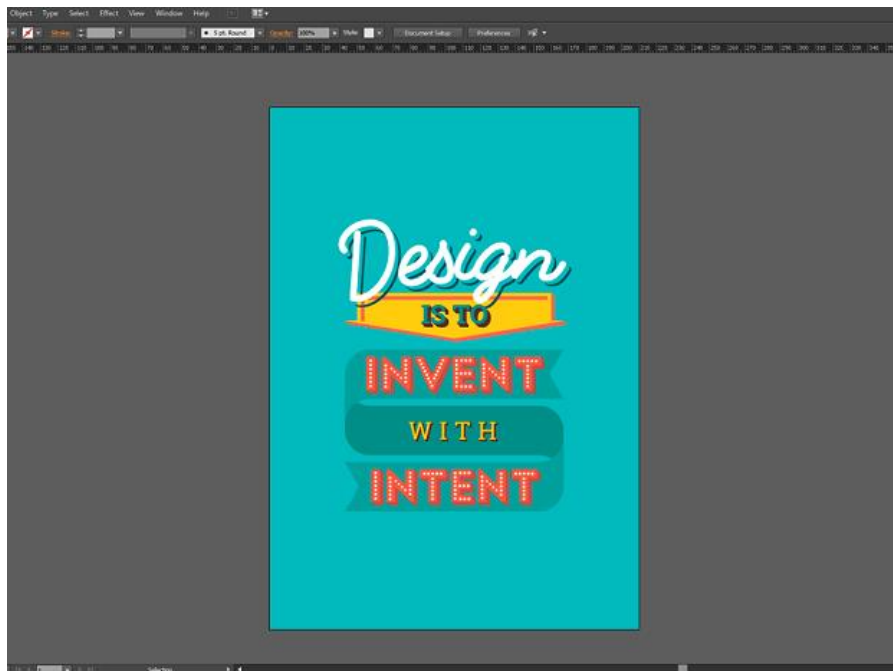 Object Type Select Effect View Window Help
Stroke: 5 pt. Round Opacity: 100% Style: Document Setup Preferences
Design
IS TO
INVENT
WITH
INTENT
Selection